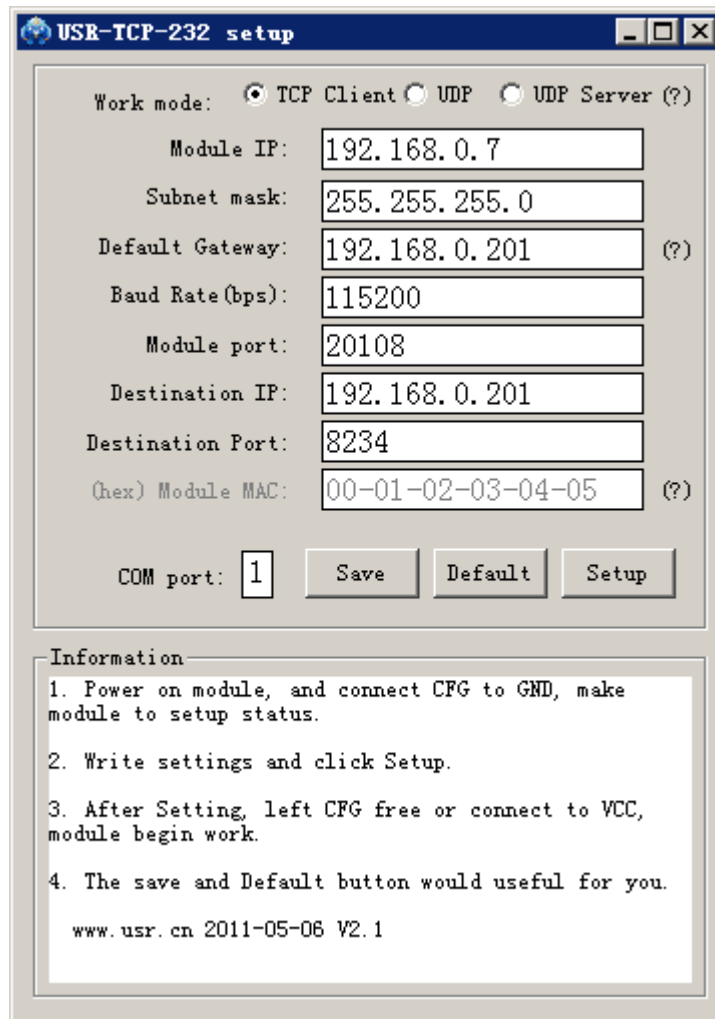 USR-TCP-232 setup
Work mode: TCP Client UDP UDP Server (?)
Module IP: 192.168.0.7
Subnet mask: 255.255.255.0
Default Gateway: 192.168.0.201 (?)
Baud Rate(bps): 115200
Module port: 20108
Destination IP: 192.168.0.201
Destination Port: 8234
(hex) Module MAC: 00-01-02-03-04-05 (?)
COM port: 1 Save Default Setup
Information
1. Power on module, and connect CFG to GND, make
module to setup status.
2. Write settings and click Setup.
3. After Setting, left CFG free or connect to VCC,
module begin work.
4. The save and Default button would useful for you.
www.usr.cn 2011-05-06 V2.1